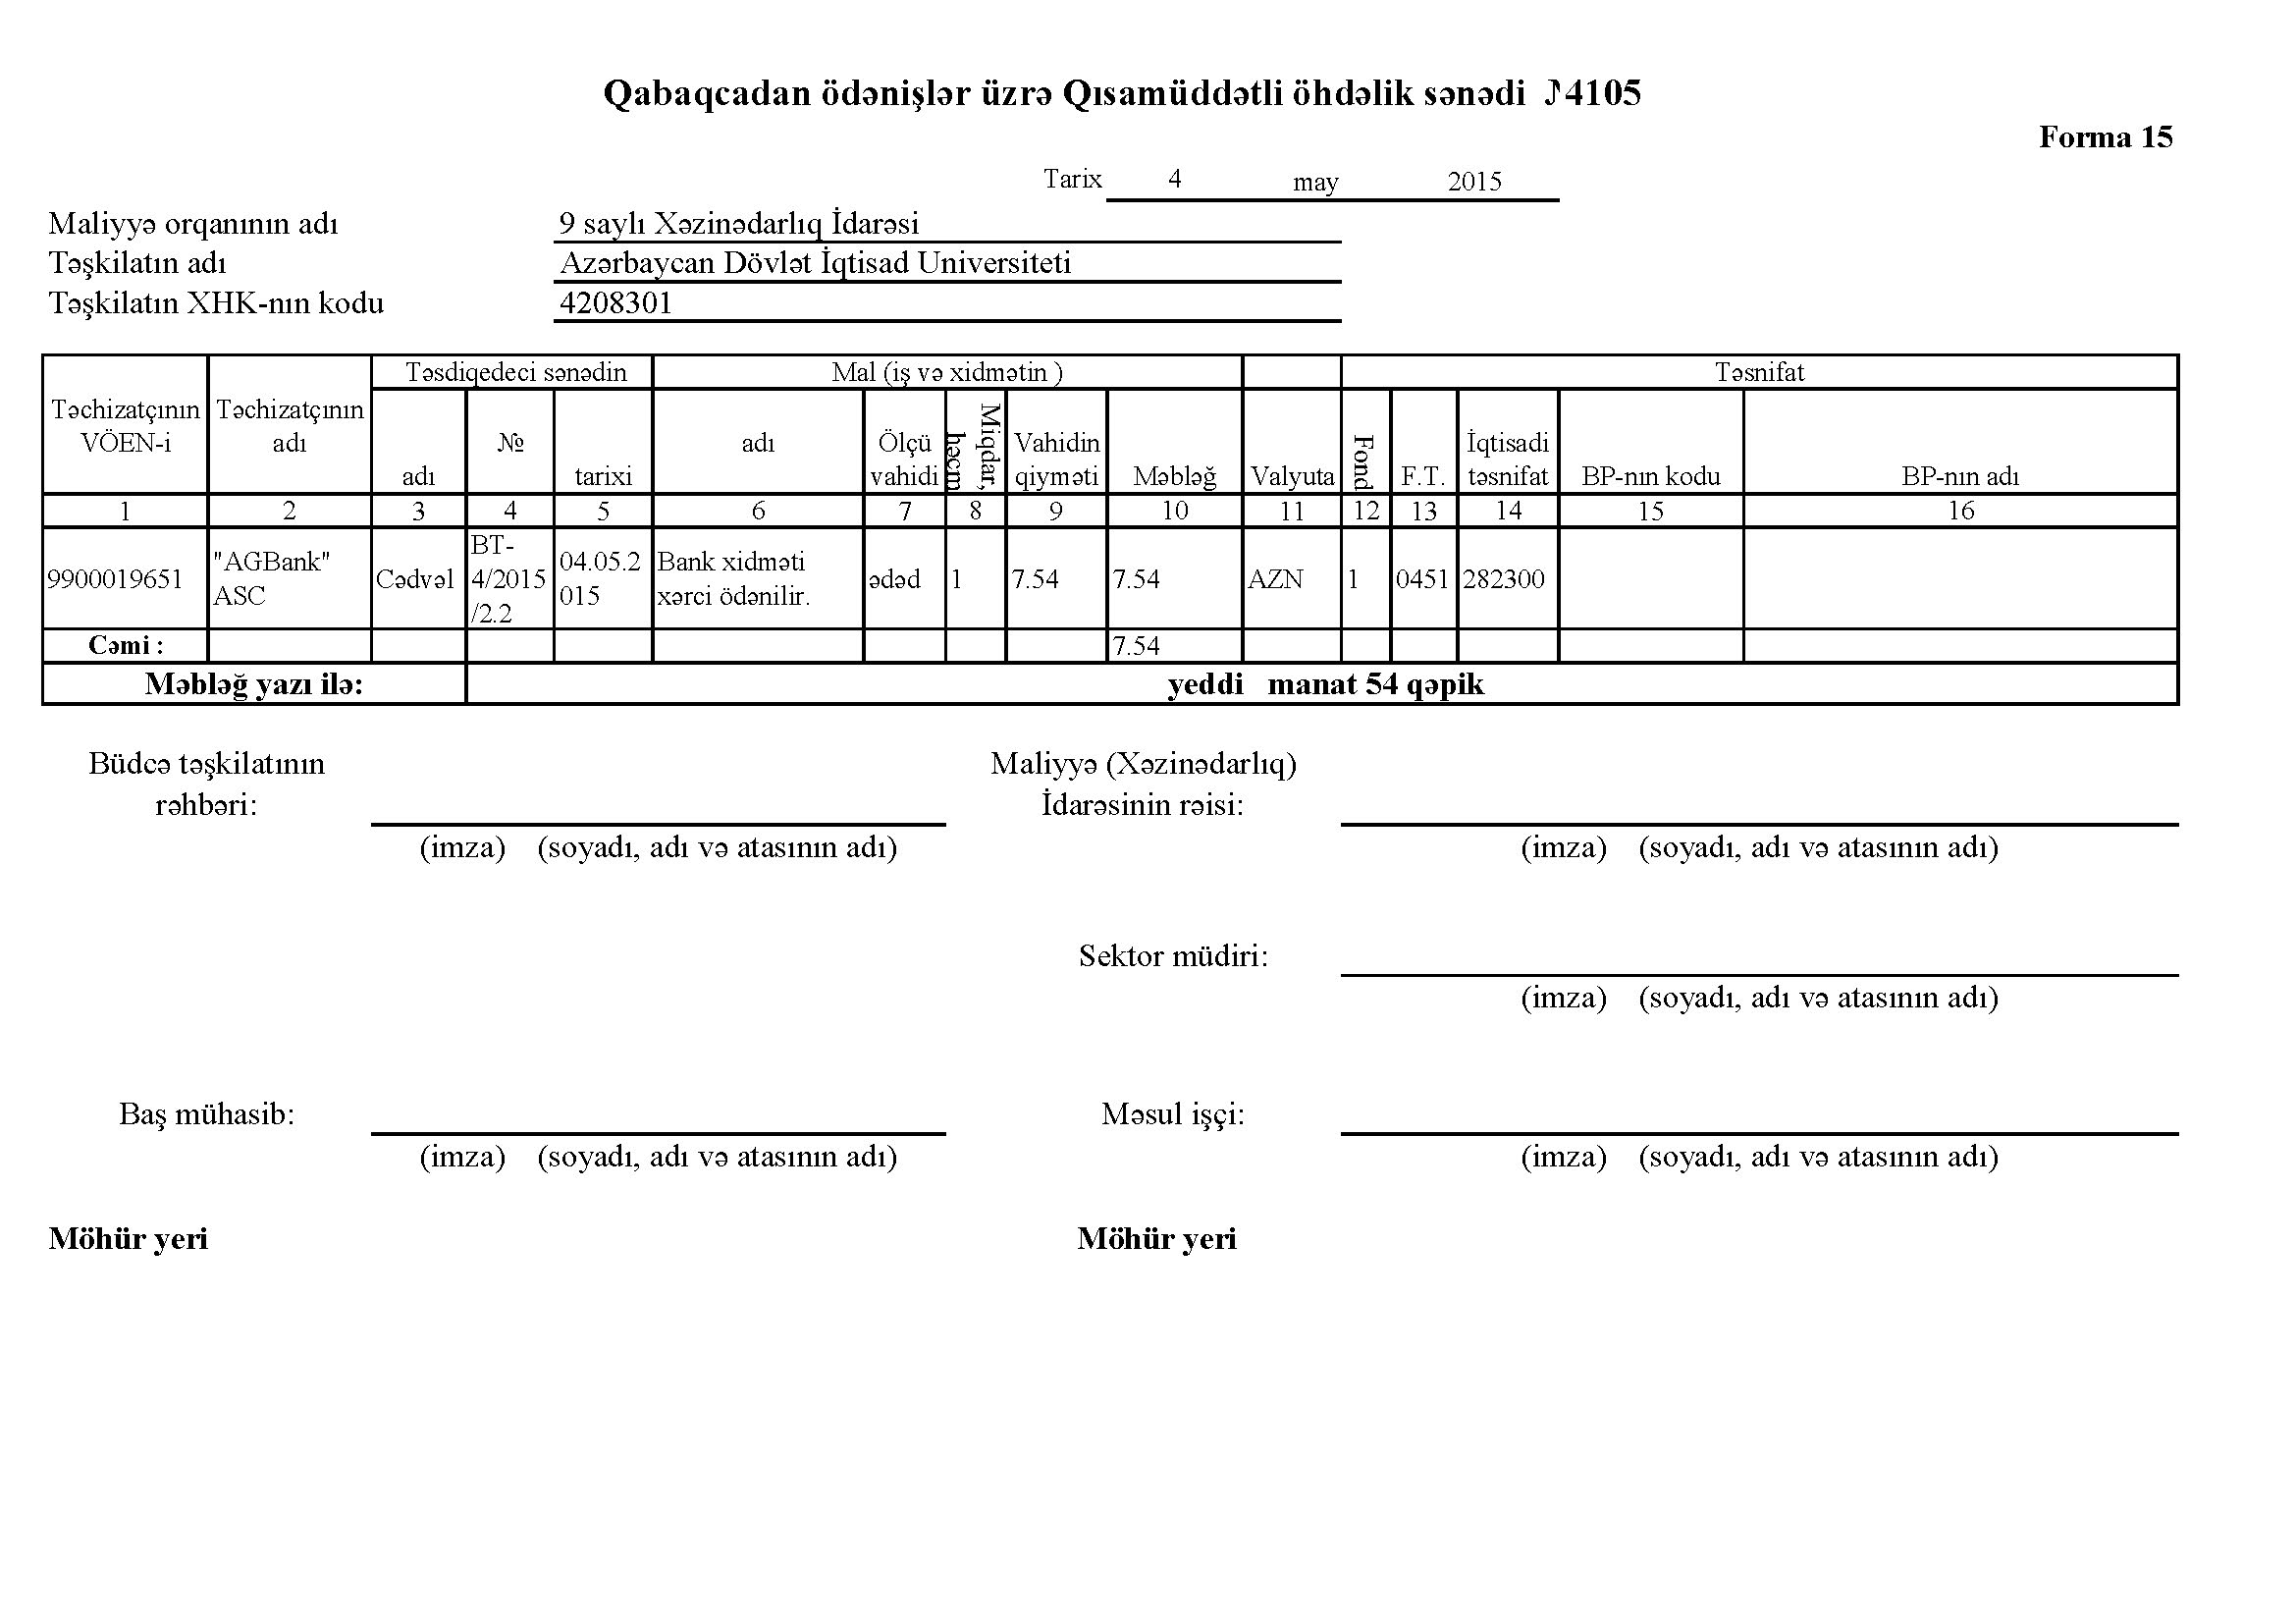 Qabaqcadan ödənişlər üzrə Qısamüddətli öhdəlik sənədi ♪4105
Forma 15
Tarix 4 may 2015
Maliyyə orqanının adı 9 saylı Xəzinədarlıq İdarəsi
Təşkilatın adı Azərbaycan Dövlət İqtisad Universiteti
Təşkilatın XHK-nın kodu 4208301
Təchizatçının VÖEN-i
Təchizatçının adı
Təsdiqedeci sənədin
Mal (iş və xidmətin )
Təsnifat
adı
№
tarixi
adı
Ölçü vahidi
Miqdar, həcm
Vahidin qiyməti
Məbləğ
Valyuta
Fond
F.T.
İqtisadi təsnifat
BP-nın kodu
BP-nın adı
1 2 3 4 5 6 7 8 9 10 11 12 13 14 15 16
9900019651
"AGBank" ASC
Cədvəl
BT-4/2015/2.2
04.05.2015
Bank xidməti xərci ödənilir.
ədəd
1
7.54
7.54
AZN
1
0451
282300
Cəmi : 7.54
Məbləğ yazı ilə: yeddi manat 54 qəpik
Büdcə təşkilatının rəhbəri:
(imza) (soyadı, adı və atasının adı)
Maliyyə (Xəzinədarlıq) İdarəsinin rəisi:
(imza) (soyadı, adı və atasının adı)
Sektor müdiri:
(imza) (soyadı, adı və atasının adı)
Baş mühasib:
(imza) (soyadı, adı və atasının adı)
Məsul işçi:
(imza) (soyadı, adı və atasının adı)
Möhür yeri
Möhür yeri